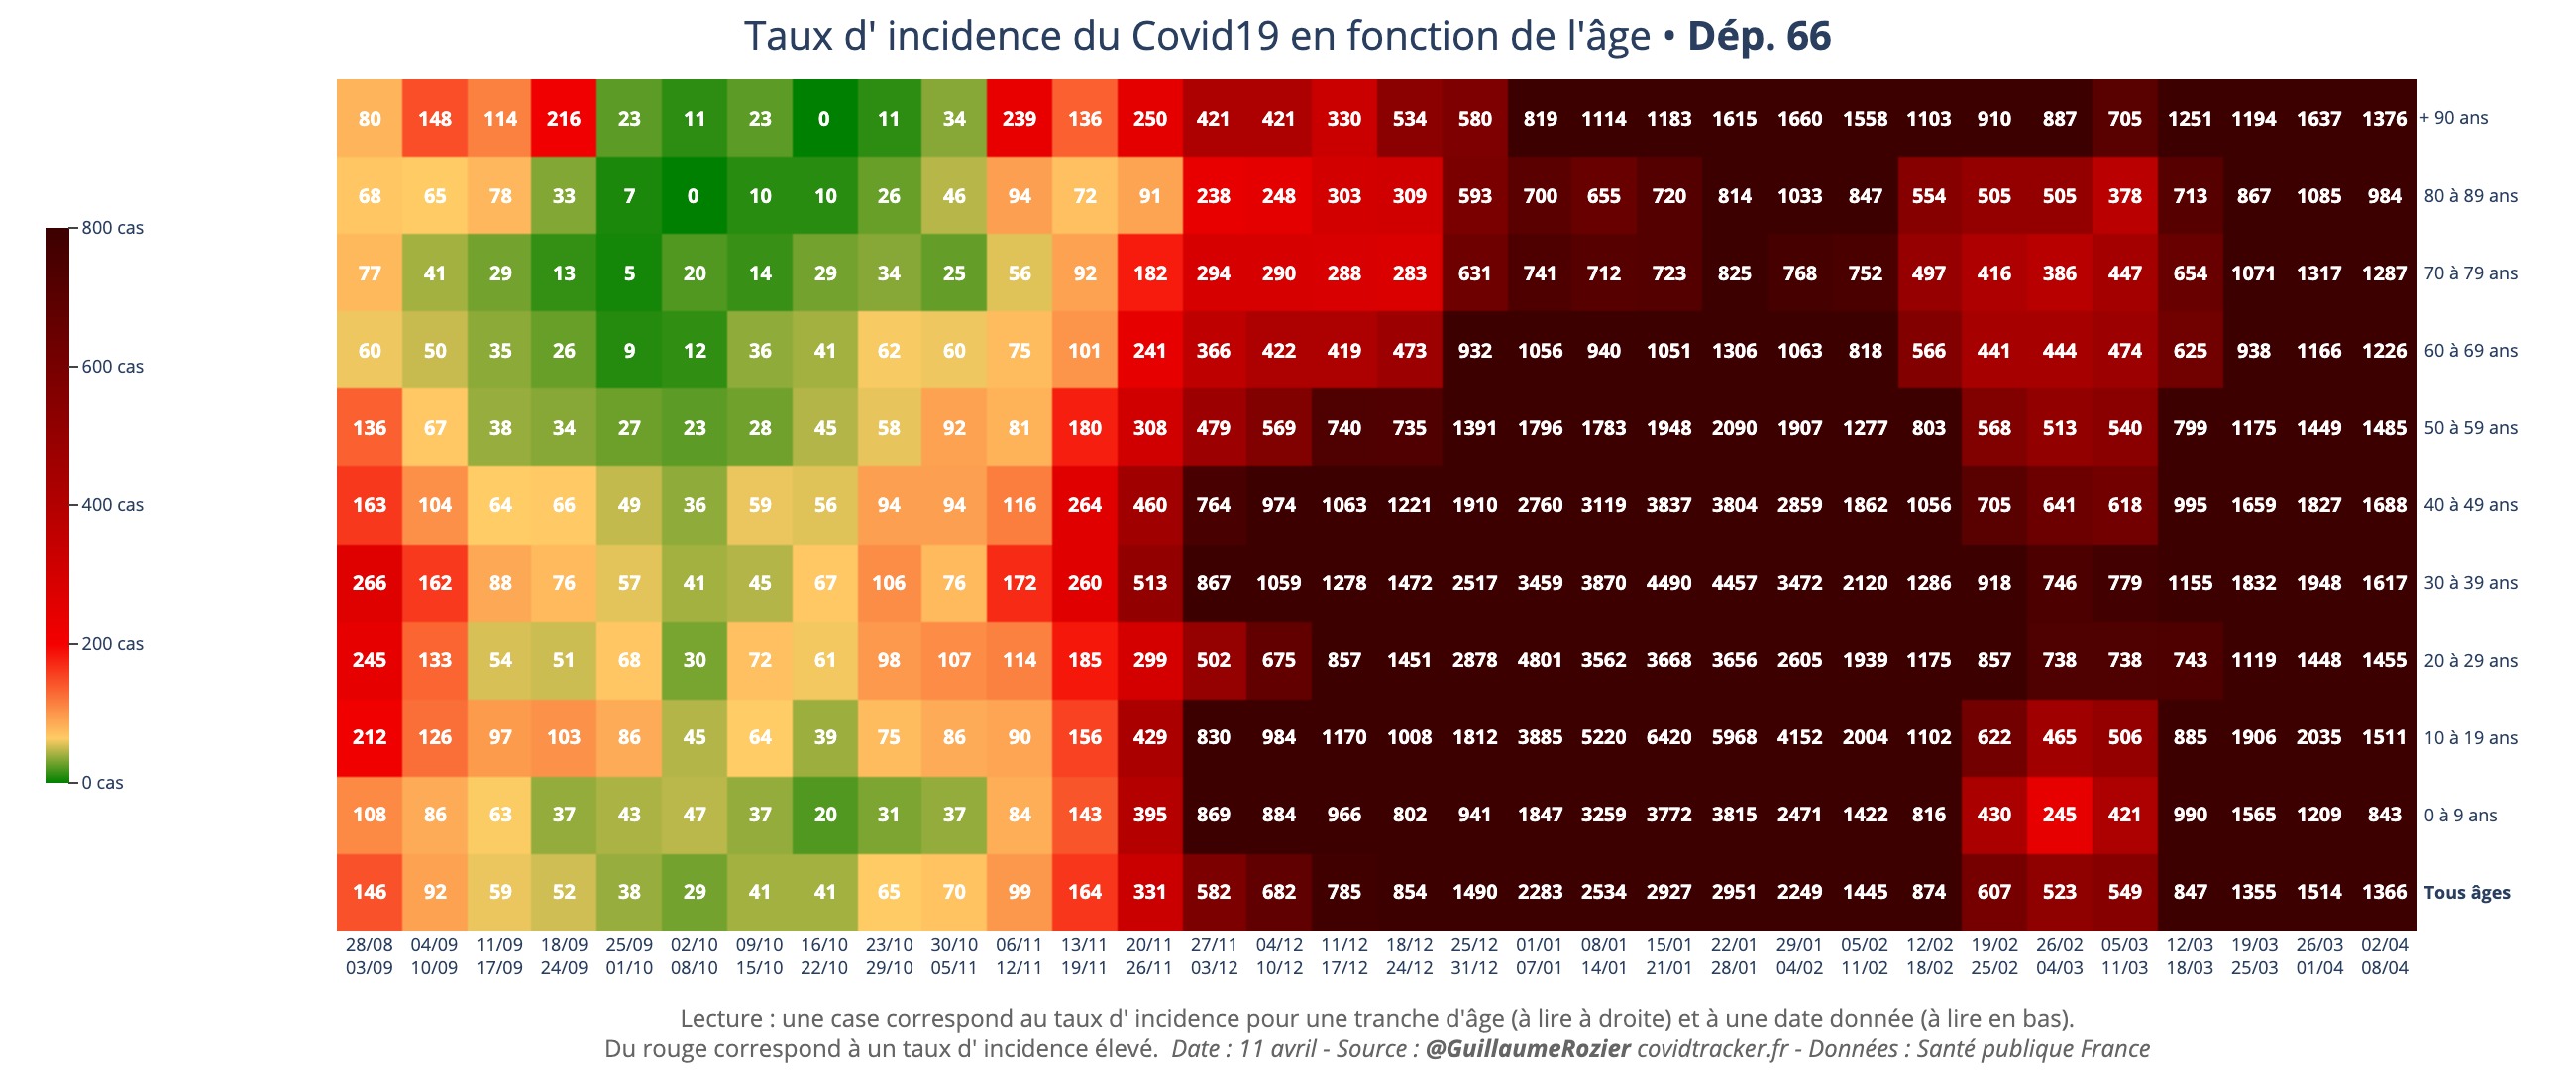 Taux d' incidence du Covid19 en fonction de l'âge • Dép. 66
80 148 114 216 23 11 23 0 11 34 239 136 250 421 421 330 534 580 819 1114 1183 1615 1660 1558 1103 910 887 705 1251 1194 1637 1376 + 90 ans
68 65 78 33 7 0 10 10 26 46 94 72 91 238 248 303 309 593 700 655 720 814 1033 847 554 505 505 378 713 867 1085 984 80 à 89 ans
77 41 29 13 5 20 14 29 34 25 56 92 182 294 290 288 283 631 741 712 723 825 768 752 497 416 386 447 654 1071 1317 1287 70 à 79 ans
60 50 35 26 9 12 36 41 62 60 75 101 241 366 422 419 473 932 1056 940 1051 1306 1063 818 566 441 444 474 625 938 1166 1226 60 à 69 ans
136 67 38 34 27 23 28 45 58 92 81 180 308 479 569 740 735 1391 1796 1783 1948 2090 1907 1277 803 568 513 540 799 1175 1449 1485 50 à 59 ans
163 104 64 66 49 36 59 56 94 94 116 264 460 764 974 1063 1221 1910 2760 3119 3837 3804 2859 1862 1056 705 641 618 995 1659 1827 1688 40 à 49 ans
266 162 88 76 57 41 45 67 106 76 172 260 513 867 1059 1278 1472 2517 3459 3870 4490 4457 3472 2120 1286 918 746 779 1155 1832 1948 1617 30 à 39 ans
245 133 54 51 68 30 72 61 98 107 114 185 299 502 675 857 1451 2878 4801 3562 3668 3656 2605 1939 1175 857 738 738 743 1119 1448 1455 20 à 29 ans
212 126 97 103 86 45 64 39 75 86 90 156 429 830 984 1170 1008 1812 3885 5220 6420 5968 4152 2004 1102 622 465 506 885 1906 2035 1511 10 à 19 ans
108 86 63 37 43 47 37 20 31 37 84 143 395 869 884 966 802 941 1847 3259 3772 3815 2471 1422 816 430 245 421 990 1565 1209 843 0 à 9 ans
146 92 59 52 38 29 41 41 65 70 99 164 331 582 682 785 854 1490 2283 2534 2927 2951 2249 1445 874 607 523 549 847 1355 1514 1366 Tous âges
28/08 04/09 11/09 18/09 25/09 02/10 09/10 16/10 23/10 30/10 06/11 13/11 20/11 27/11 04/12 11/12 18/12 25/12 01/01 08/01 15/01 22/01 29/01 05/02 12/02 19/02 26/02 05/03 12/03 19/03 26/03 02/04
03/09 10/09 17/09 24/09 01/10 08/10 15/10 22/10 29/10 05/11 12/11 19/11 26/11 03/12 10/12 17/12 24/12 31/12 07/01 14/01 21/01 28/01 04/02 11/02 18/02 25/02 04/03 11/03 18/03 25/03 01/04 08/04
800 cas
600 cas
400 cas
200 cas
0 cas
Lecture : une case correspond au taux d' incidence pour une tranche d'âge (à lire à droite) et à une date donnée (à lire en bas).
Du rouge correspond à un taux d' incidence élevé. Date : 11 avril - Source : @GuillaumeRozier covidtracker.fr - Données : Santé publique France